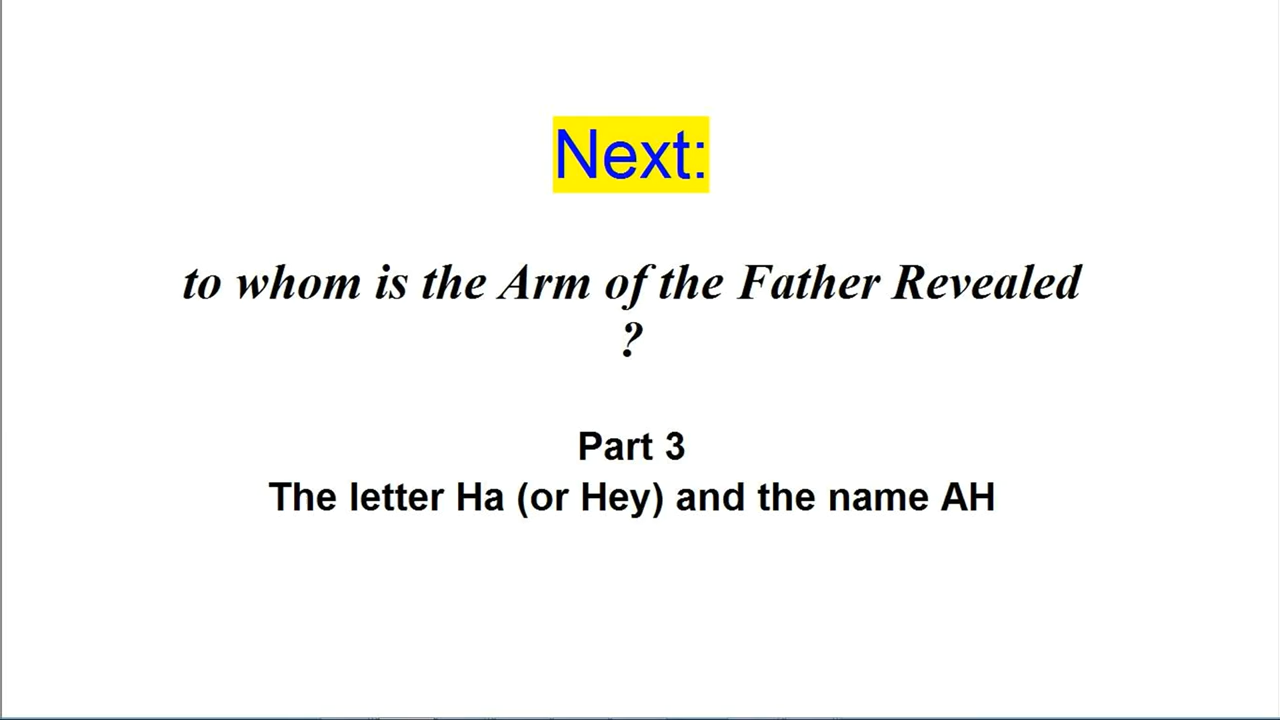 Next:
to whom is the Arm of the Father Revealed
?
Part 3
The letter Ha (or Hey) and the name AH